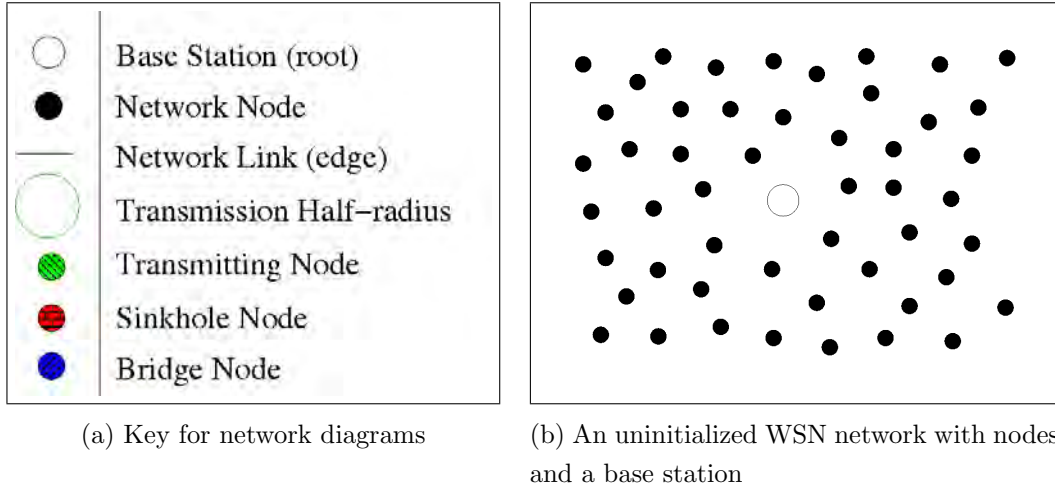 Base Station (root)
Network Node
Network Link (edge)
Transmission Half-radius
Transmitting Node
Sinkhole Node
Bridge Node
(a) Key for network diagrams
(b) An uninitialized WSN network with nodes
and a base station